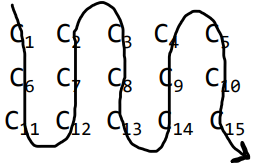 C₁ C₂ C₃ C₄ C₅
C₆ C₇ C₈ C₉ C₁₀
C₁₁ C₁₂ C₁₃ C₁₄ C₁₅